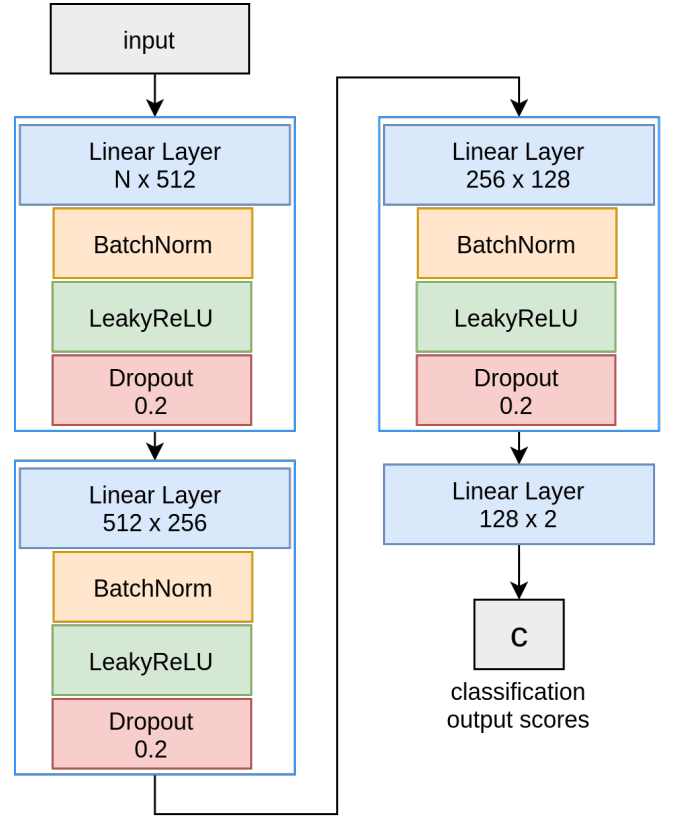 input
Linear Layer
N x 512
BatchNorm
LeakyReLU
Dropout
0.2
Linear Layer
512 x 256
BatchNorm
LeakyReLU
Dropout
0.2
Linear Layer
256 x 128
BatchNorm
LeakyReLU
Dropout
0.2
Linear Layer
128 x 2
c
classification
output scores